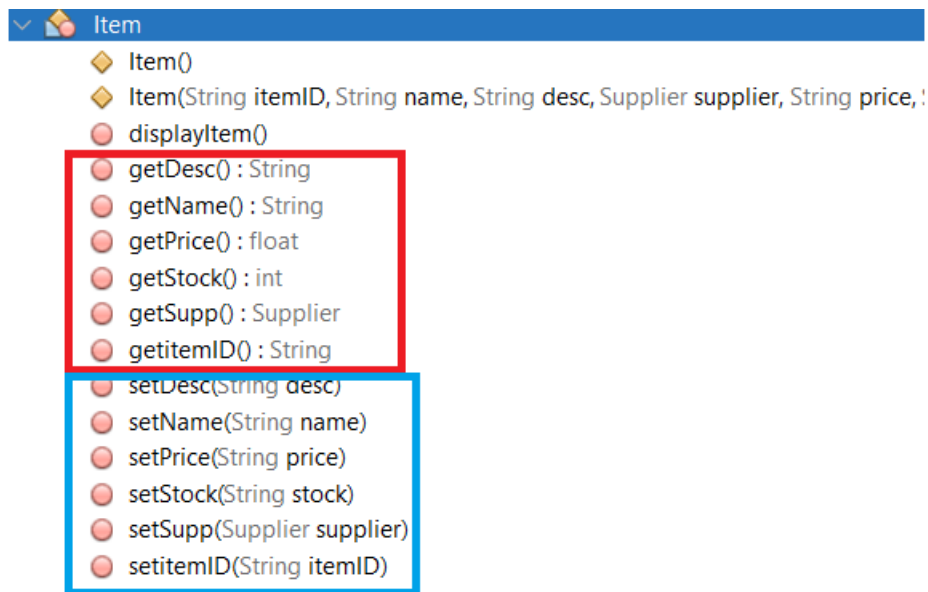 Item
Item()
Item(String itemID, String name, String desc, Supplier supplier, String price,
displayItem()
getDesc() : String
getName() : String
getPrice() : float
getStock() : int
getSupp() : Supplier
getitemID() : String
setDesc(String desc)
setName(String name)
setPrice(String price)
setStock(String stock)
setSupp(Supplier supplier)
setitemID(String itemID)